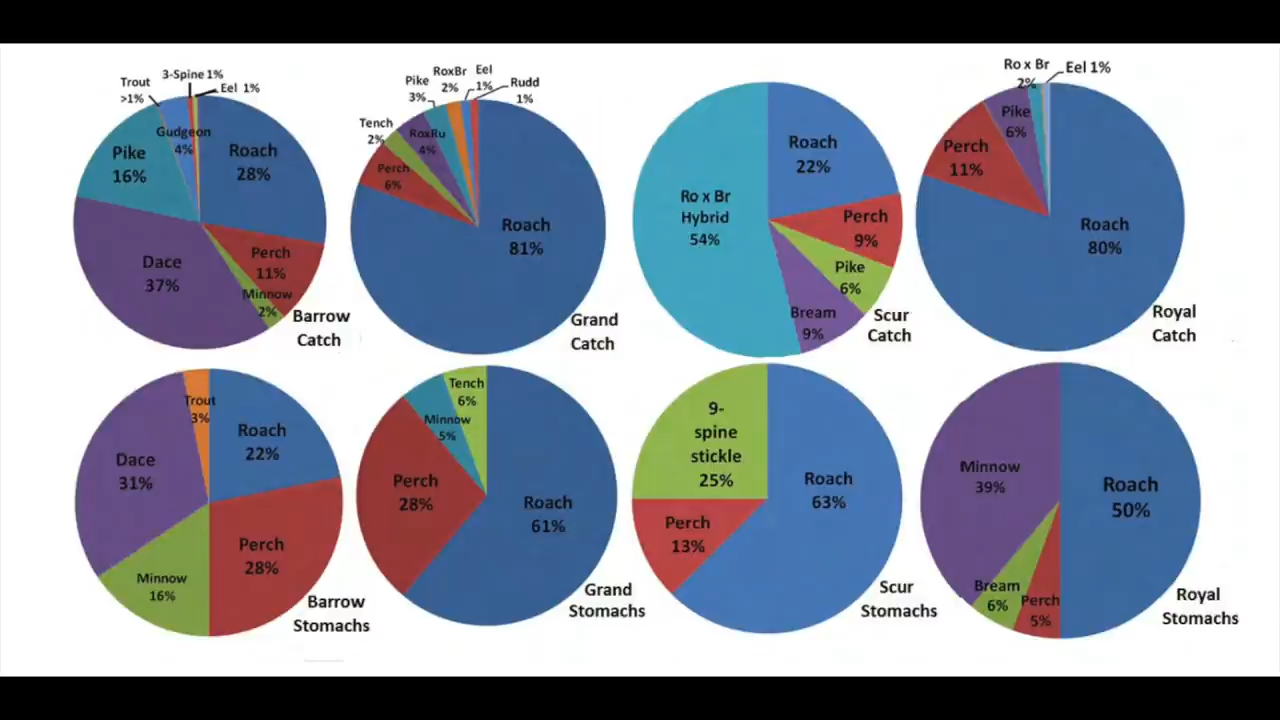 Trout
>1%
3-Spine 1%
Eel 1%
Gudgeon
4%
Roach
28%
Pike
16%
Perch
11%
Minnow
2%
Dace
37%
Barrow
Catch
Tench
2%
Pike
3%
RoxBr
2%
Eel
1%
Rudd
1%
RoxRu
4%
Perch
6%
Roach
81%
Grand
Catch
Roach
22%
Ro x Br
Hybrid
54%
Perch
9%
Pike
6%
Bream
9%
Scur
Catch
Ro x Br
2%
Eel 1%
Pike
6%
Perch
11%
Roach
80%
Royal
Catch
Trout
3%
Roach
22%
Dace
31%
Perch
28%
Minnow
16%
Barrow
Stomachs
Tench
6%
Minnow
5%
Perch
28%
Roach
61%
Grand
Stomachs
9-
spine
stickle
25%
Roach
63%
Perch
13%
Scur
Stomachs
Minnow
39%
Roach
50%
Bream
6%
Perch
5%
Royal
Stomachs